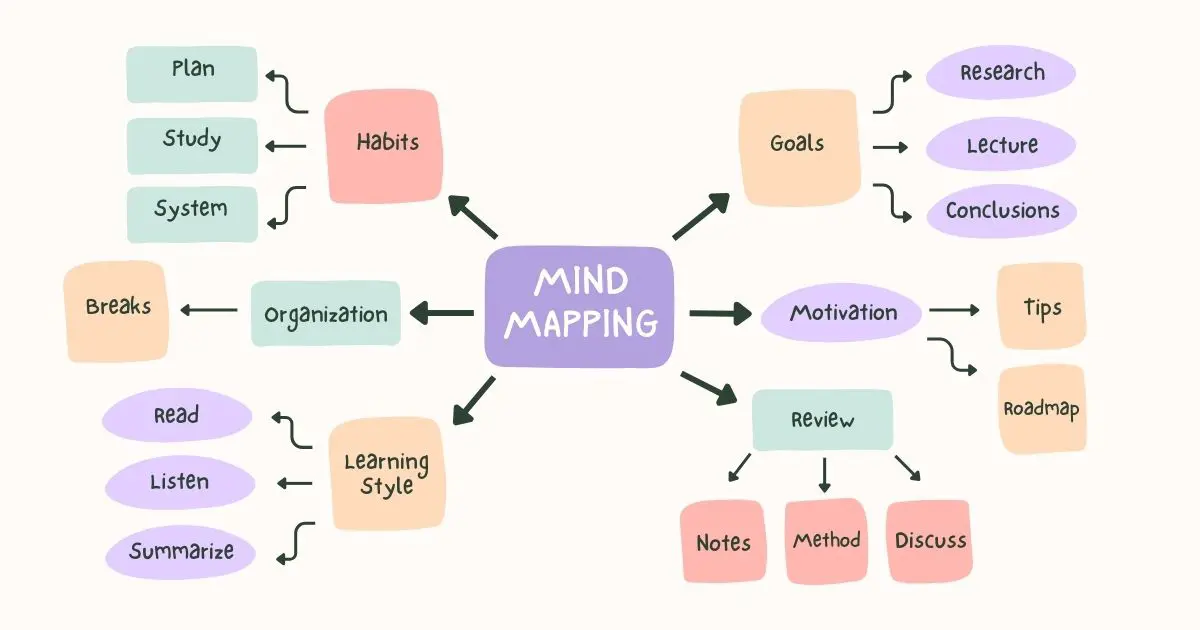 MIND
MAPPING
Habits
Plan
Study
System
Organization
Breaks
Learning
Style
Read
Listen
Summarize
Goals
Research
Lecture
Conclusions
Motivation
Tips
Roadmap
Review
Notes
Method
Discuss